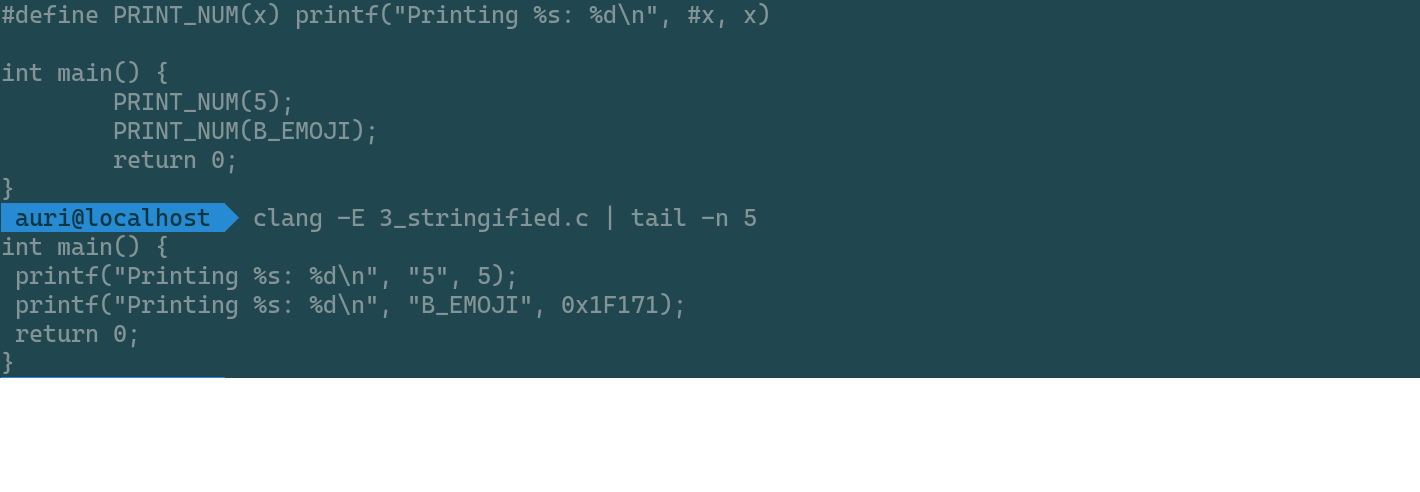 #define PRINT_NUM(x) printf("Printing %s: %d\n", #x, x)

int main() {
        PRINT_NUM(5);
        PRINT_NUM(B_EMOJI);
        return 0;
}
auri@localhost clang -E 3_stringified.c | tail -n 5
int main() {
 printf("Printing %s: %d\n", "5", 5);
 printf("Printing %s: %d\n", "B_EMOJI", 0x1F171);
 return 0;
}